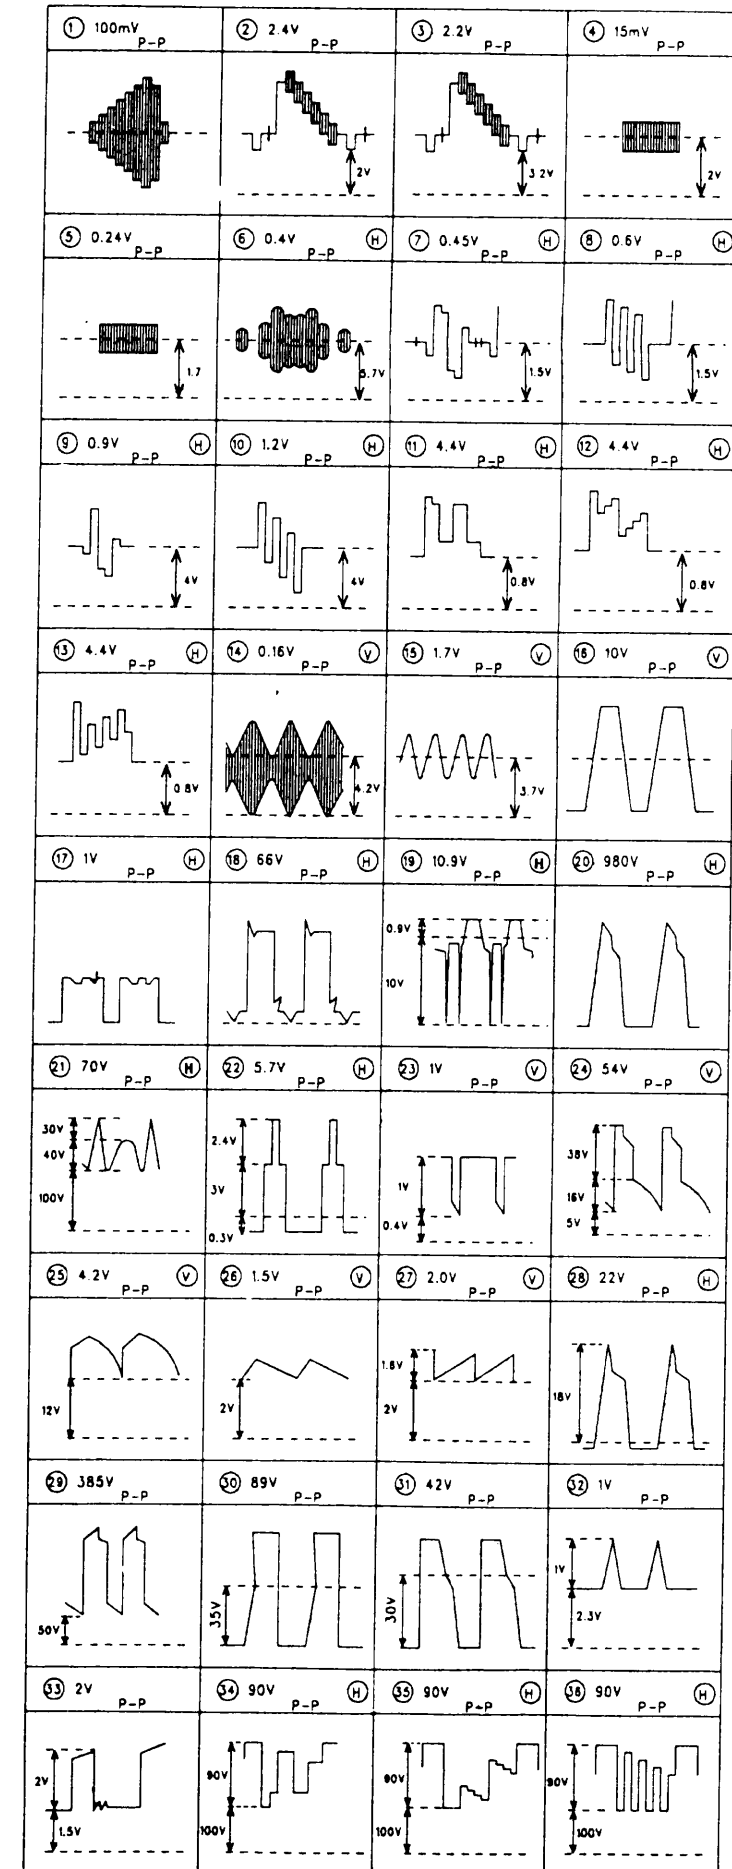 ① 100mV P-P ② 2.4V P-P ③ 2.2V P-P ④ 15mV P-P
2V 3.2V 2V
⑤ 0.24V P-P ⑥ 0.4V P-P Ⓗ ⑦ 0.45V P-P Ⓗ ⑧ 0.6V P-P Ⓗ
1.7 5.7V 1.5V 1.5V
⑨ 0.9V P-P Ⓗ ⑩ 1.2V P-P Ⓗ ⑪ 4.4V P-P Ⓗ ⑫ 4.4V P-P Ⓗ
4V 4V 0.8V 0.8V
⑬ 4.4V P-P Ⓗ ⑭ 0.16V P-P Ⓥ ⑮ 1.7V P-P Ⓥ ⑯ 10V P-P Ⓥ
0.8V 4.2V 3.7V
⑰ 1V P-P Ⓗ ⑱ 66V P-P Ⓗ ⑲ 10.9V P-P Ⓗ ⑳ 980V P-P Ⓗ
0.9V
10V
㉑ 70V P-P Ⓗ ㉒ 5.7V P-P Ⓗ ㉓ 1V P-P Ⓥ ㉔ 54V P-P Ⓥ
30V 2.4V 38V
40V 3V 1V 16V
100V 0.3V 0.4V 5V
㉕ 4.2V P-P Ⓥ ㉖ 1.5V P-P Ⓥ ㉗ 2.0V P-P Ⓥ ㉘ 22V P-P Ⓗ
1.8V
12V 2V 2V 18V
㉙ 385V P-P ㉚ 89V P-P ㉛ 42V P-P ㉜ 1V P-P
1V
50V 35V 30V 2.3V
㉝ 2V P-P ㉞ 90V P-P Ⓗ ㉟ 90V P-P Ⓗ ㊱ 90V P-P Ⓗ
2V 90V 90V 90V
1.5V 100V 100V 100V